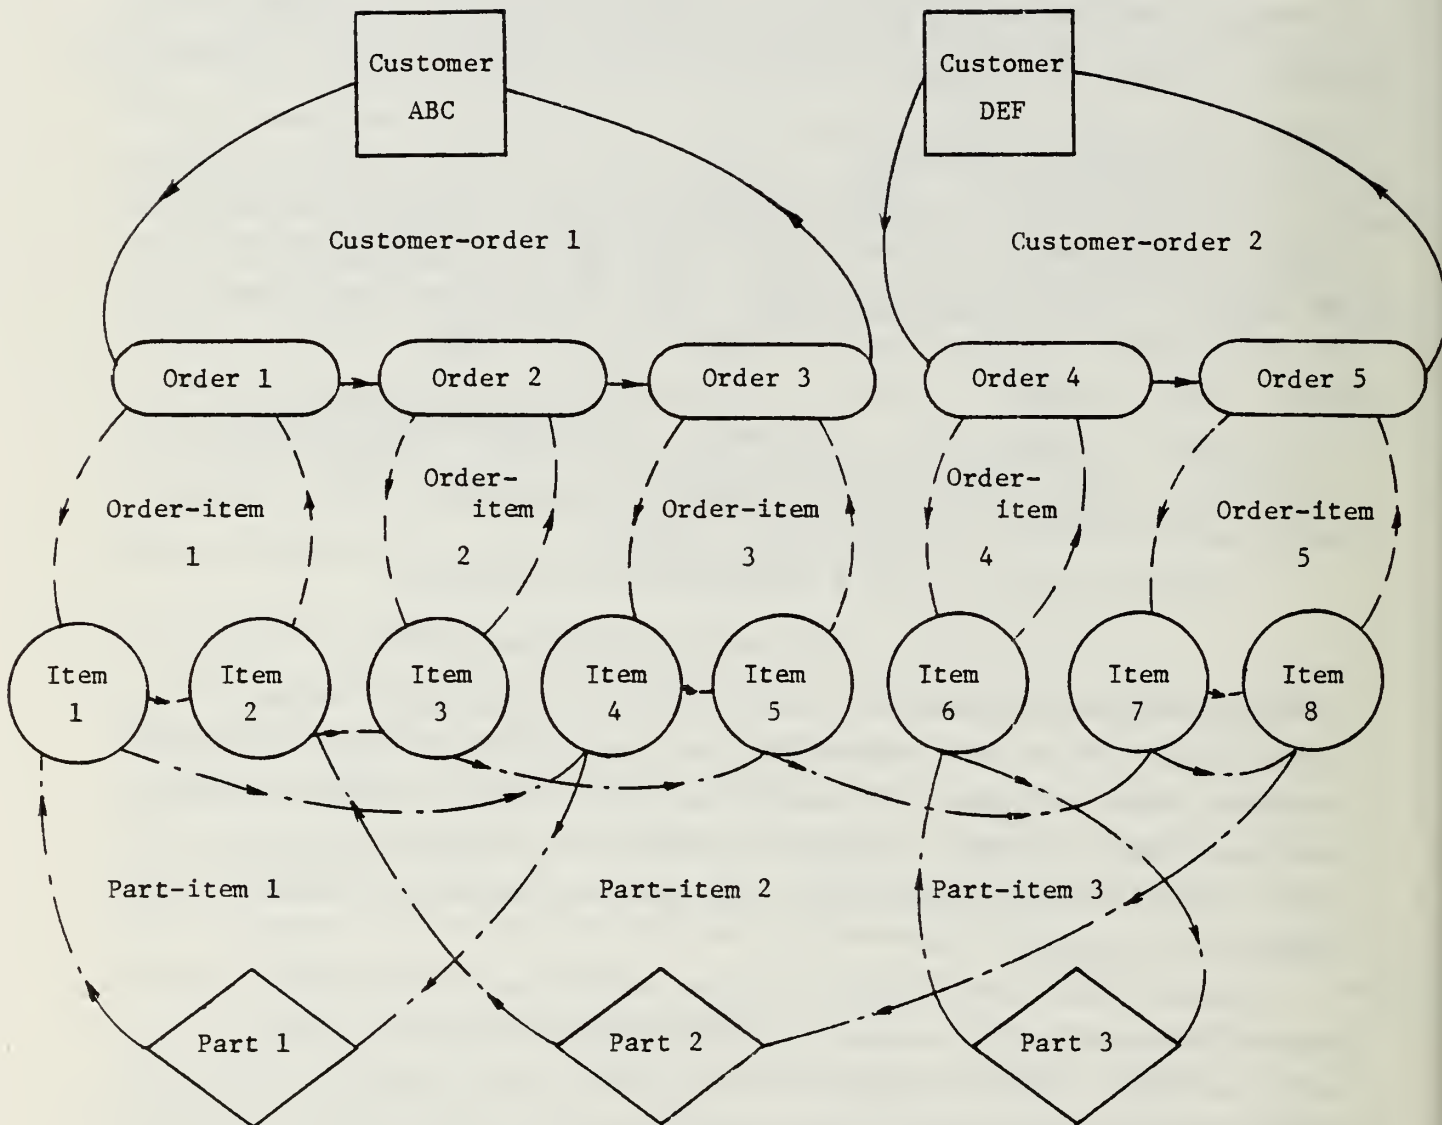 Customer
ABC
Customer
DEF
Customer-order 1
Customer-order 2
Order 1
Order 2
Order 3
Order 4
Order 5
Order-item
1
Order-
item
2
Order-item
3
Order-
item
4
Order-item
5
Item
1
Item
2
Item
3
Item
4
Item
5
Item
6
Item
7
Item
8
Part-item 1
Part-item 2
Part-item 3
Part 1
Part 2
Part 3